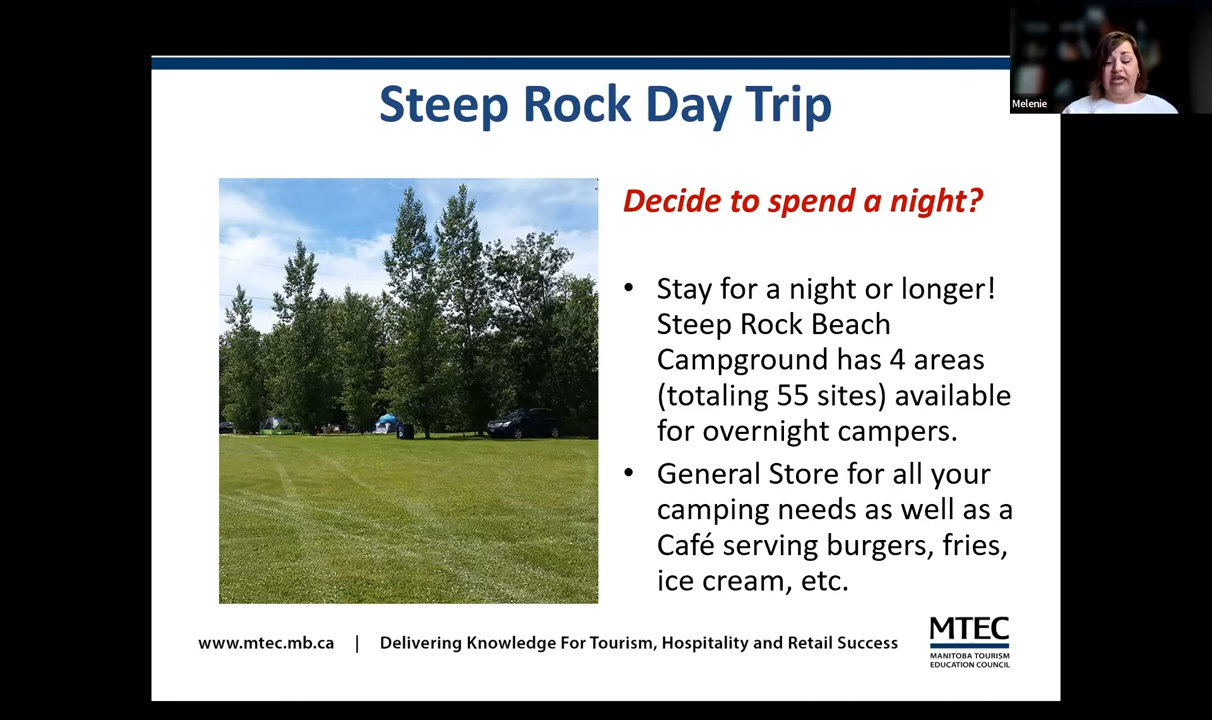 Steep Rock Day Trip
Melenie
Decide to spend a night?
• Stay for a night or longer!
Steep Rock Beach
Campground has 4 areas
(totaling 55 sites) available
for overnight campers.
• General Store for all your
camping needs as well as a
Café serving burgers, fries,
ice cream, etc.
www.mtec.mb.ca | Delivering Knowledge For Tourism, Hospitality and Retail Success
MTEC
MANITOBA TOURISM
EDUCATION COUNCIL